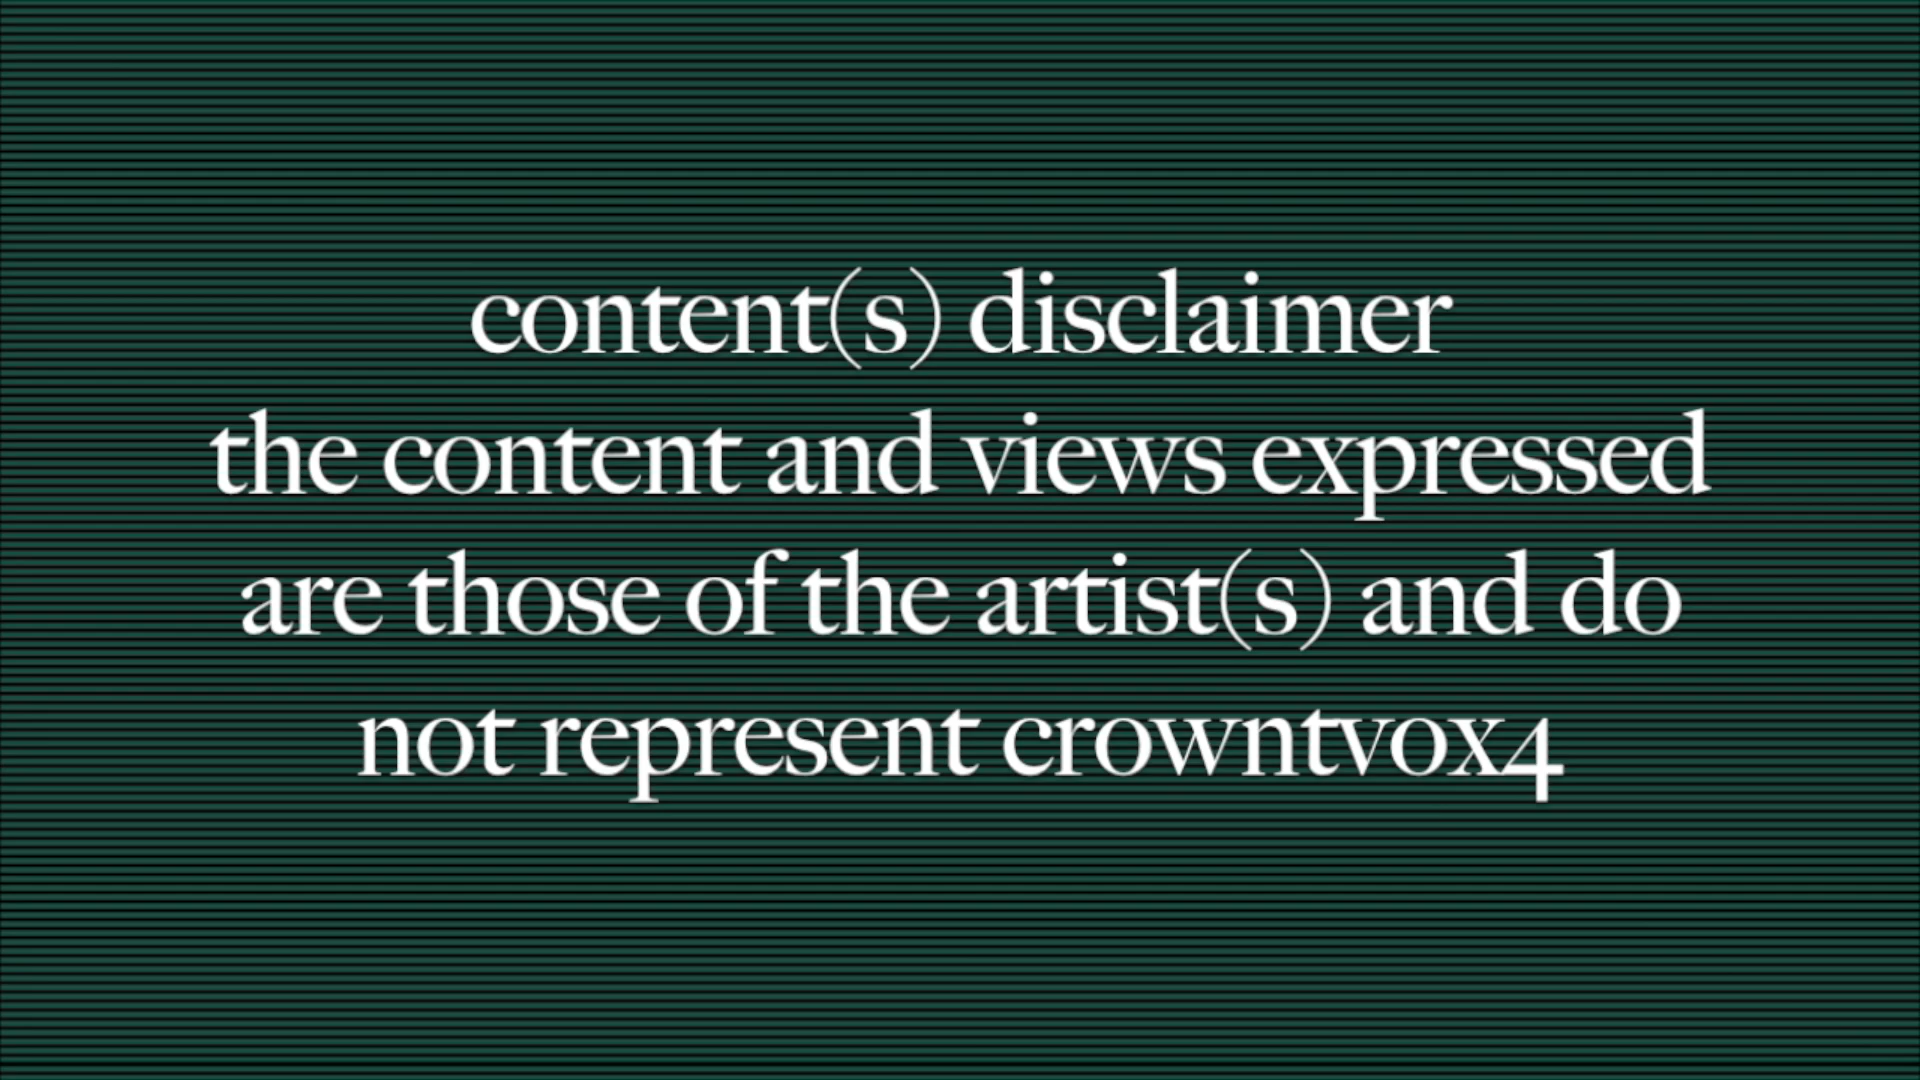 content(s) disclaimer
the content and views expressed
are those of the artist(s) and do
not represent crowntvox4